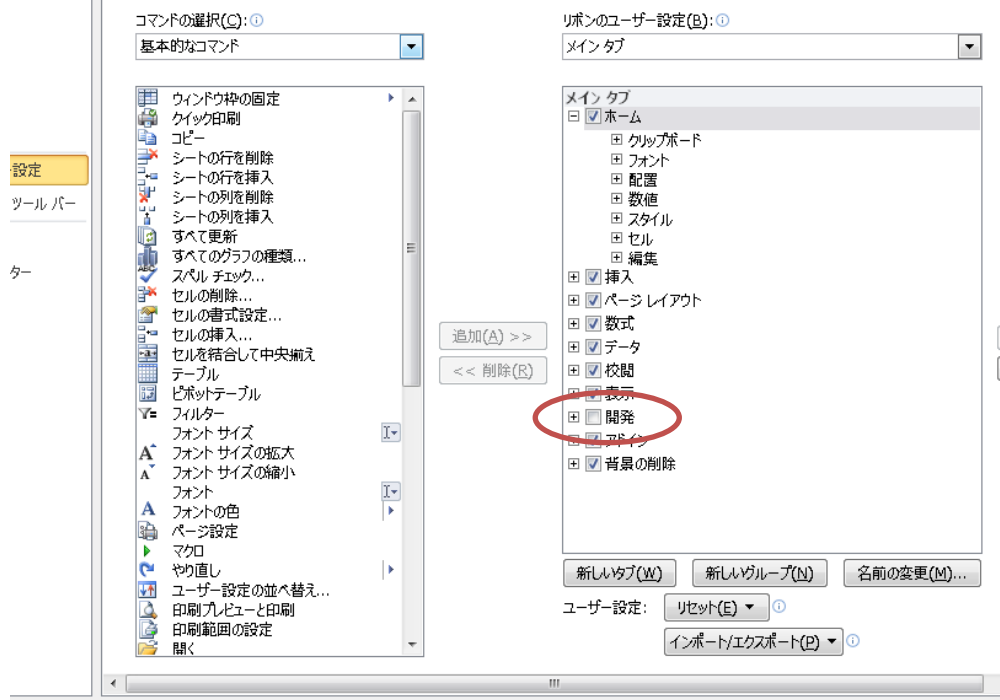 コマンドの選択(C):
基本的なコマンド
ウィンドウ枠の固定
クイック印刷
コピー
シートの行を削除
シートの行を挿入
シートの列を削除
シートの列を挿入
すべて更新
すべてのグラフの種類...
スペル チェック...
セルの削除...
セルの書式設定...
セルの挿入...
セルを結合して中央揃え
テーブル
ピボットテーブル
フィルター
フォント サイズ
フォント サイズの拡大
フォント サイズの縮小
フォント
フォントの色
ページ設定
マクロ
やり直し
ユーザー設定の並べ替え...
印刷プレビューと印刷
印刷範囲の設定
開く
設定
ツール バー
ター
追加(A) >>
<< 削除(R)
リボンのユーザー設定(B):
メイン タブ
メイン タブ
ホーム
クリップボード
フォント
配置
数値
スタイル
セル
編集
挿入
ページ レイアウト
数式
データ
校閲
表示
開発
アドイン
背景の削除
新しいタブ(W)
新しいグループ(N)
名前の変更(M)...
ユーザー設定:
リセット(E)
インポート/エクスポート(P)